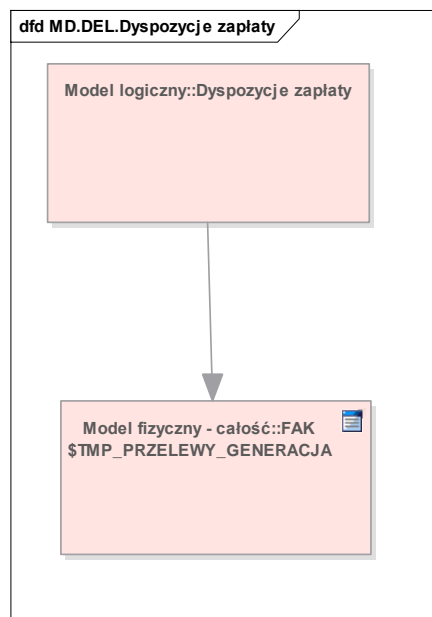 dfd MD.DEL.Dyspozycje zapłaty
Model logiczny::Dyspozycje zapłaty
Model fizyczny - całość::FAK
$TMP_PRZELEWY_GENERACJA